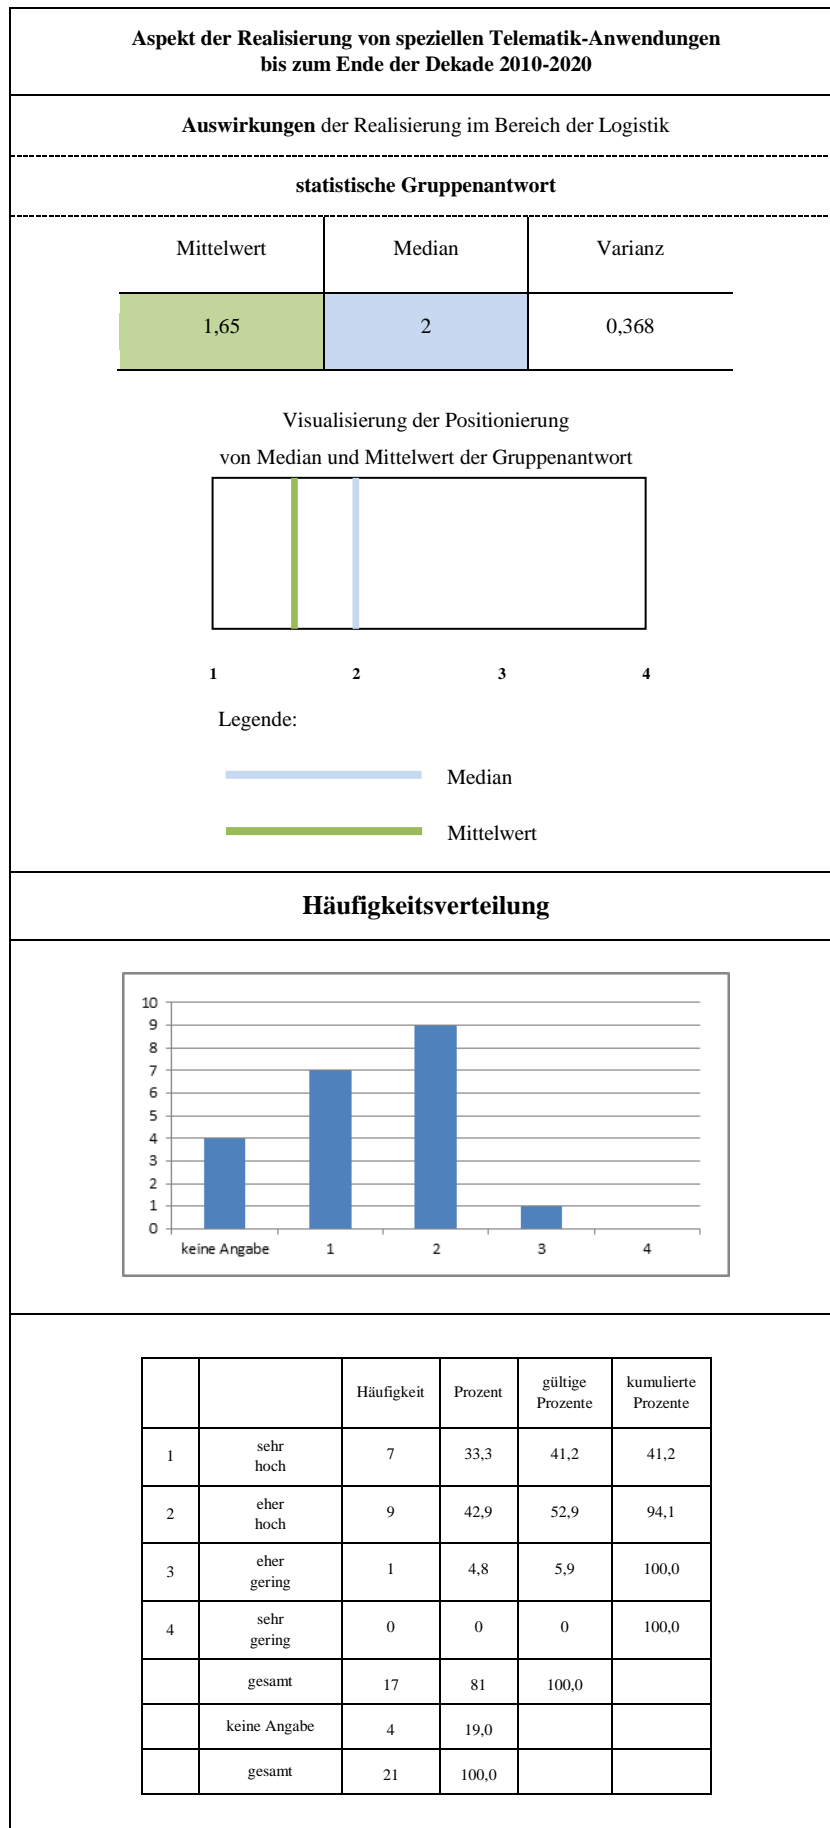 Aspekt der Realisierung von speziellen Telematik-Anwendungen
bis zum Ende der Dekade 2010-2020
Auswirkungen der Realisierung im Bereich der Logistik
statistische Gruppenantwort
Mittelwert Median Varianz
1,65 2 0,368
Visualisierung der Positionierung
von Median und Mittelwert der Gruppenantwort
1 2 3 4
Legende:
Median
Mittelwert
Häufigkeitsverteilung
10
9
8
7
6
5
4
3
2
1
0
keine Angabe 1 2 3 4
Häufigkeit Prozent gültige Prozente kumulierte Prozente
1 sehr hoch 7 33,3 41,2 41,2
2 eher hoch 9 42,9 52,9 94,1
3 eher gering 1 4,8 5,9 100,0
4 sehr gering 0 0 0 100,0
gesamt 17 81 100,0
keine Angabe 4 19,0
gesamt 21 100,0